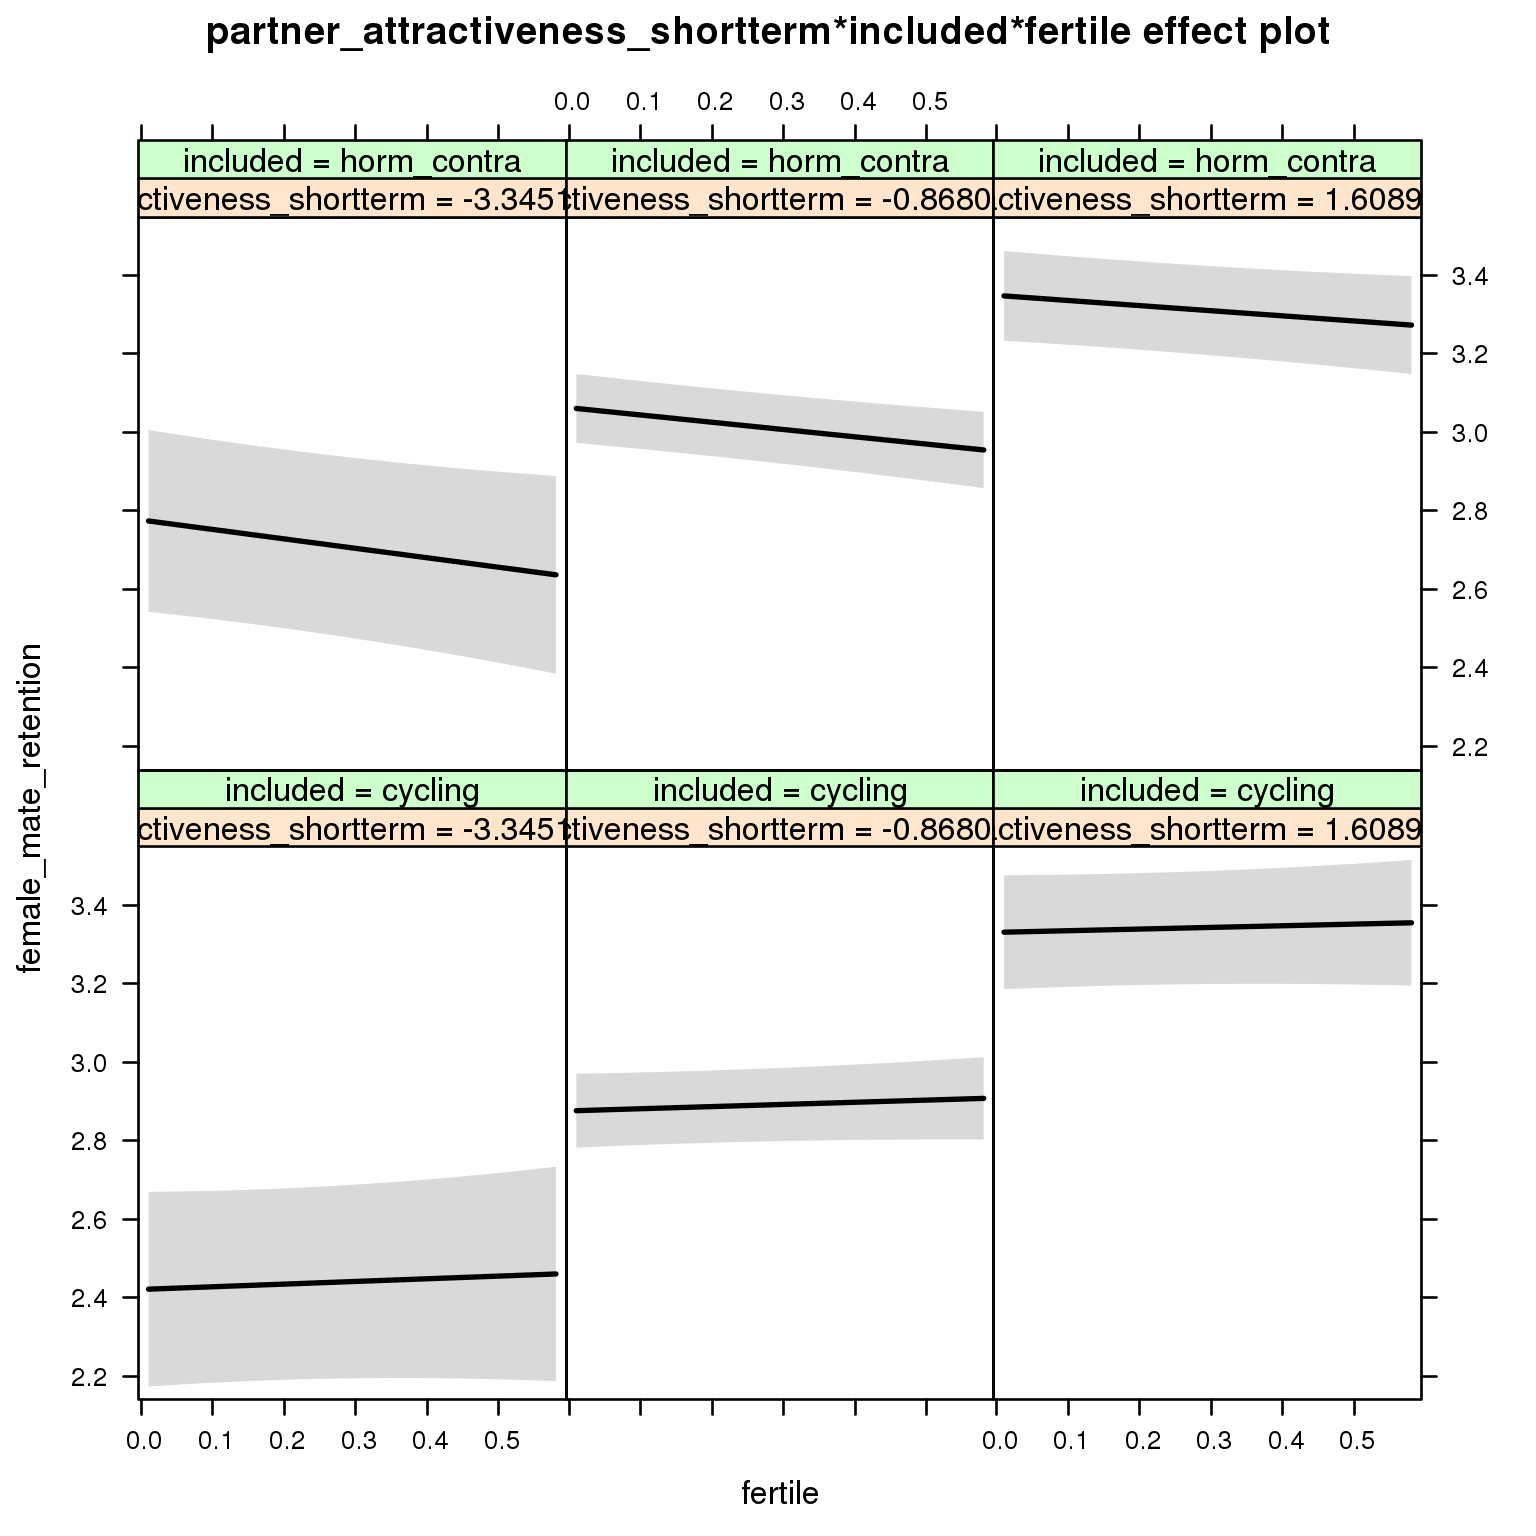 partner_attractiveness_shortterm*included*fertile effect plot
0.0 0.1 0.2 0.3 0.4 0.5
included = horm_contra included = horm_contra included = horm_contra
ctiveness_shortterm = -3.3451 ctiveness_shortterm = -0.8680 ctiveness_shortterm = 1.6089
3.4
3.2
3.0
2.8
2.6
2.4
2.2
female_mate_retention
included = cycling included = cycling included = cycling
ctiveness_shortterm = -3.3451 ctiveness_shortterm = -0.8680 ctiveness_shortterm = 1.6089
3.4
3.2
3.0
2.8
2.6
2.4
2.2
0.0 0.1 0.2 0.3 0.4 0.5 0.0 0.1 0.2 0.3 0.4 0.5
fertile